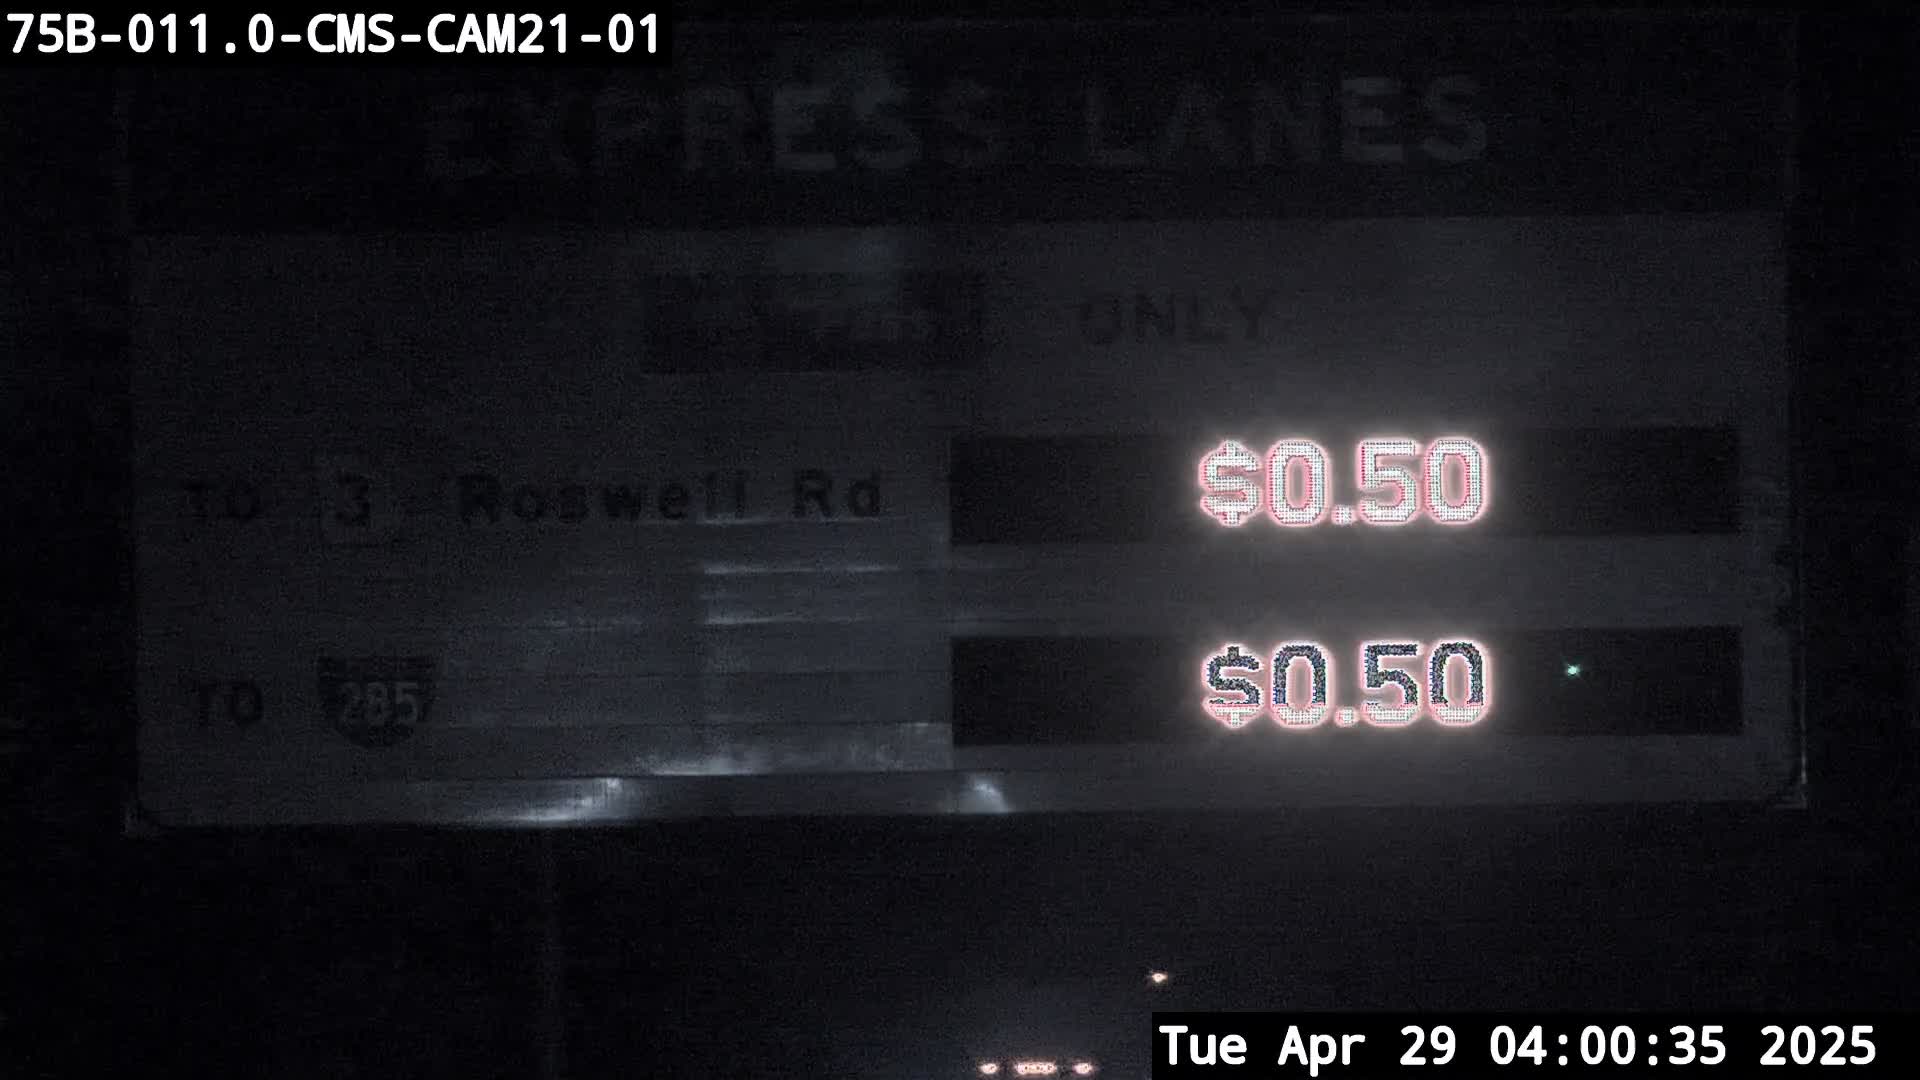 75B-011.0-CMS-CAM21-01
EXPRESS LANES
ONLY
TO 3 Roswell Rd $0.50
TO 285 $0.50
Tue Apr 29 04:00:35 2025